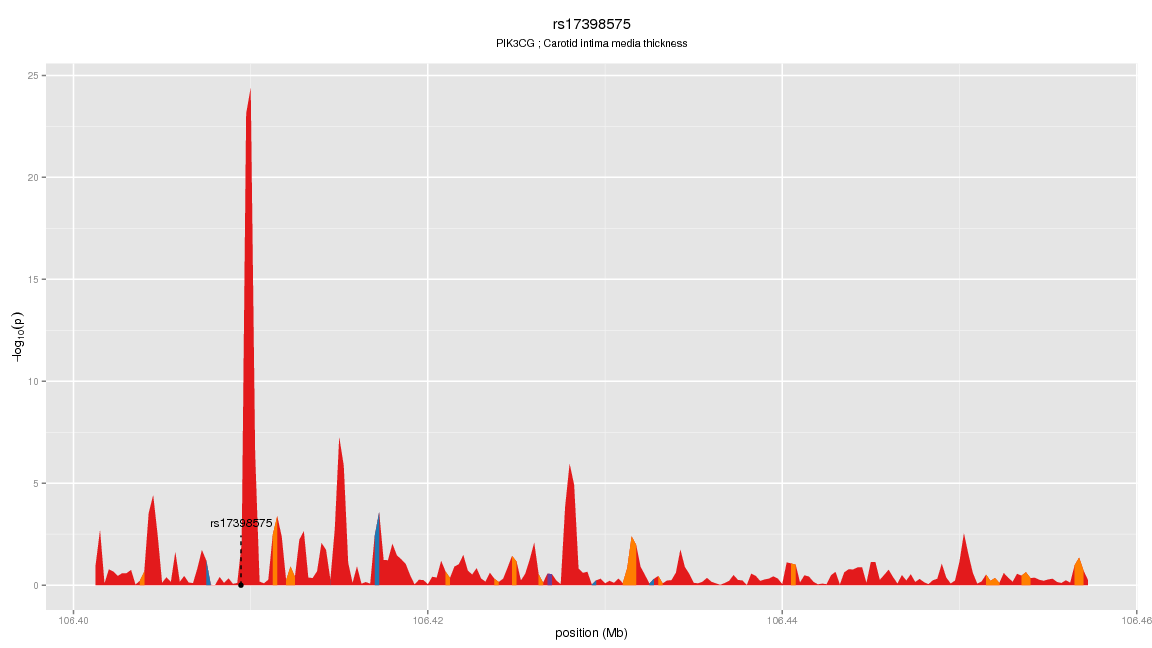 rs17398575
PIK3CG ; Carotid intima media thickness
25
20
15
10
5
0
−log10(p)
rs17398575
106.40
106.42
106.44
106.46
position (Mb)